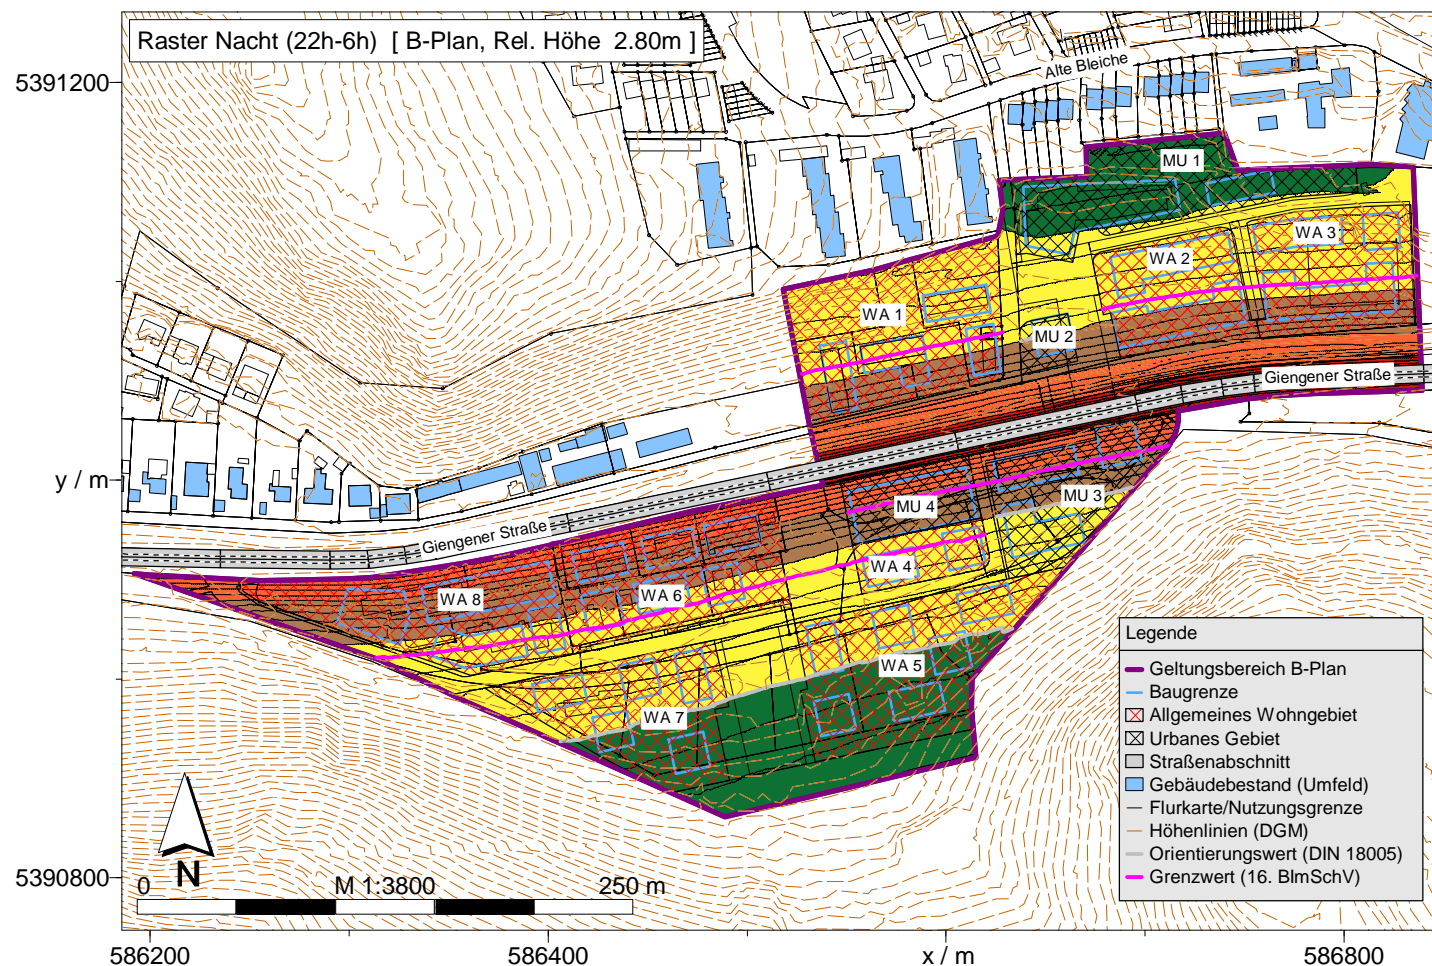 Raster Nacht (22h-6h)  [ B-Plan, Rel. Höhe  2.80m ]
5391200
Alte Bleiche
MU 1
WA 3
WA 2
WA 1
MU 2
Giengener Straße
y / m
MU 3
MU 4
Giengener Straße
WA 4
WA 6
WA 8
WA 5
WA 7
Legende
Geltungsbereich B-Plan
Baugrenze
Allgemeines Wohngebiet
Urbanes Gebiet
Straßenabschnitt
Gebäudebestand (Umfeld)
Flurkarte/Nutzungsgrenze
Höhenlinien (DGM)
Orientierungswert (DIN 18005)
Grenzwert (16. BImSchV)
N
5390800
0 M 1:3800 250 m
586200 586400 x / m 586800